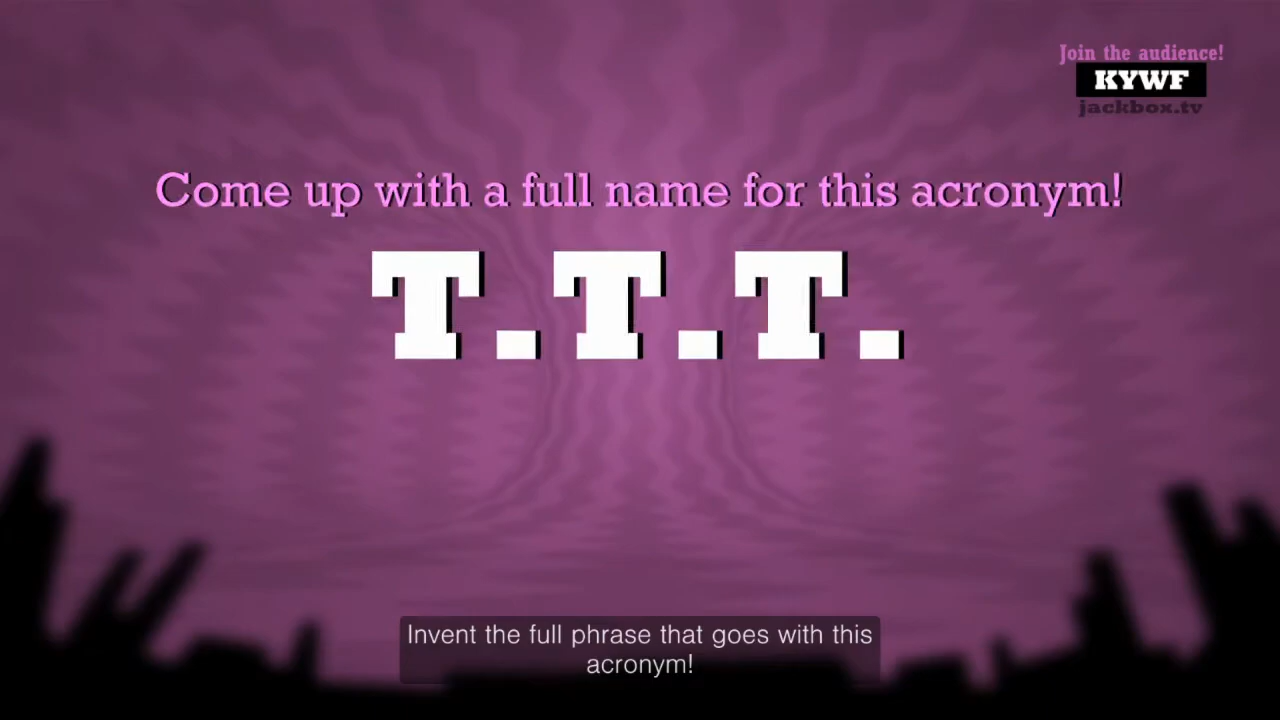 Join the audience!
KYWF
jackbox.tv
Come up with a full name for this acronym!
T.T.T.
Invent the full phrase that goes with this
acronym!